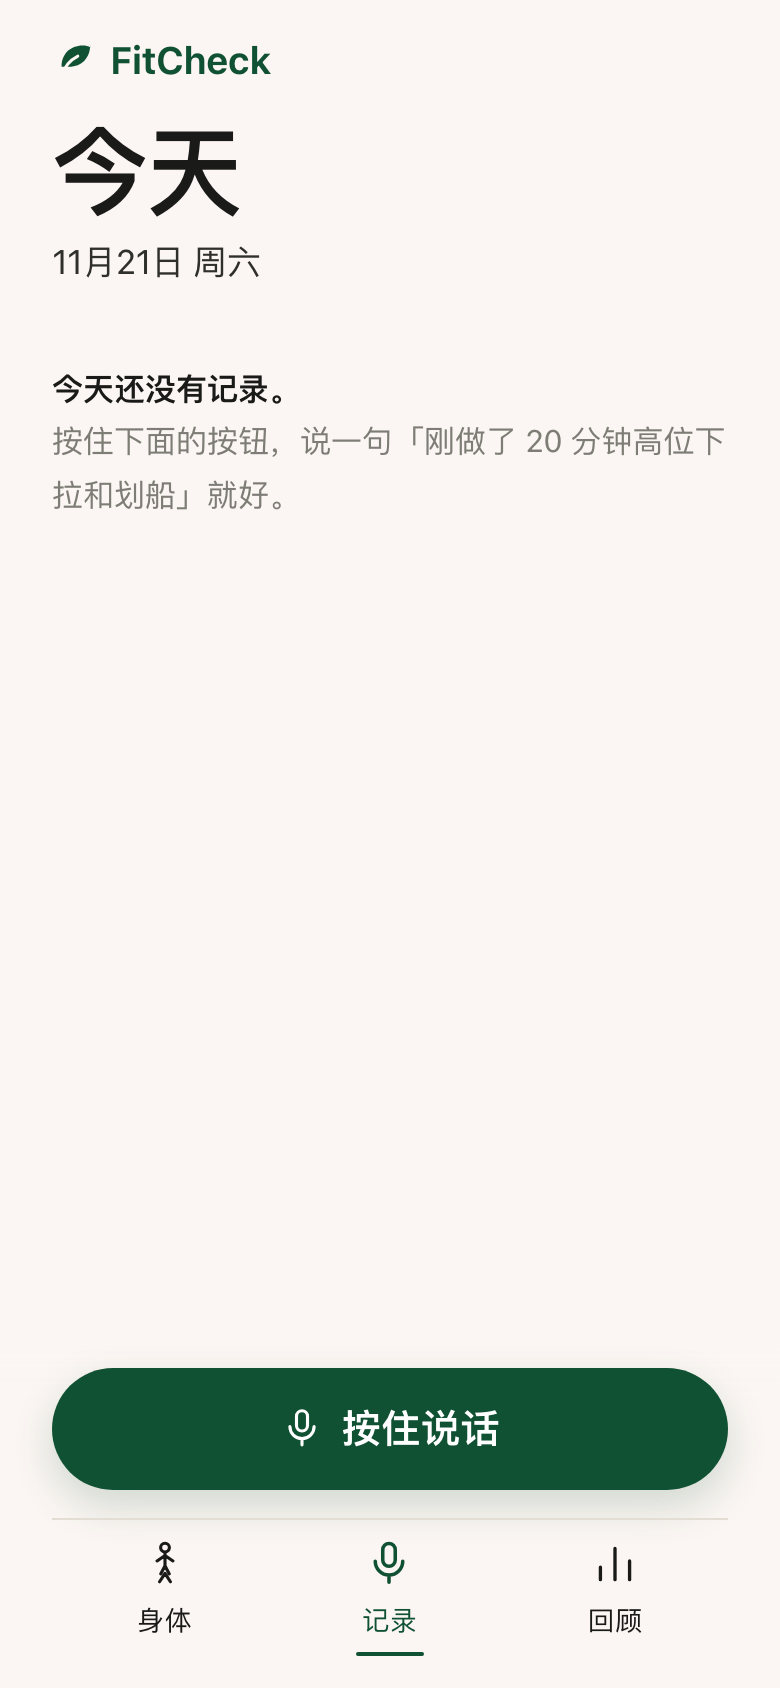 FitCheck
今天
11月21日 周六
今天还没有记录。
按住下面的按钮，说一句「刚做了 20 分钟高位下
拉和划船」就好。
按住说话
身体
记录
回顾